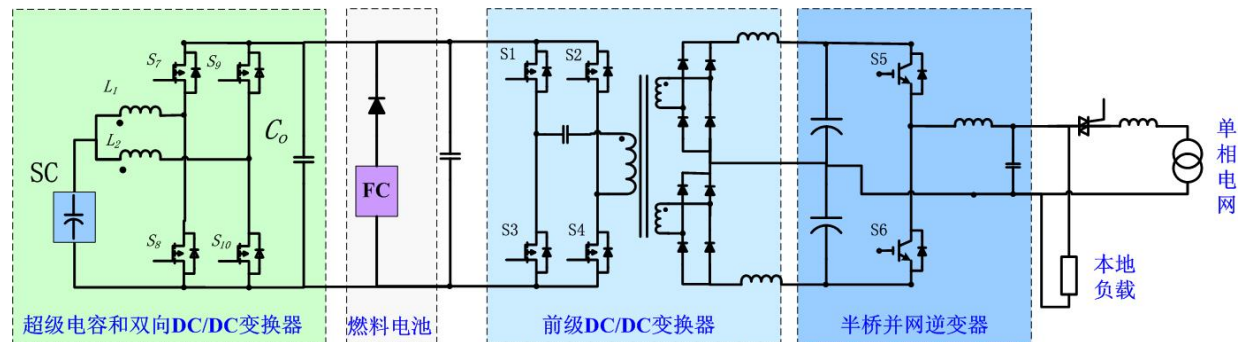 S7
S9
L1
L2
Co
SC
S8
S10
超级电容和双向DC/DC变换器
FC
燃料电池
S1
S2
S3
S4
前级DC/DC变换器
S5
S6
半桥并网逆变器
单相电网
本地
负载